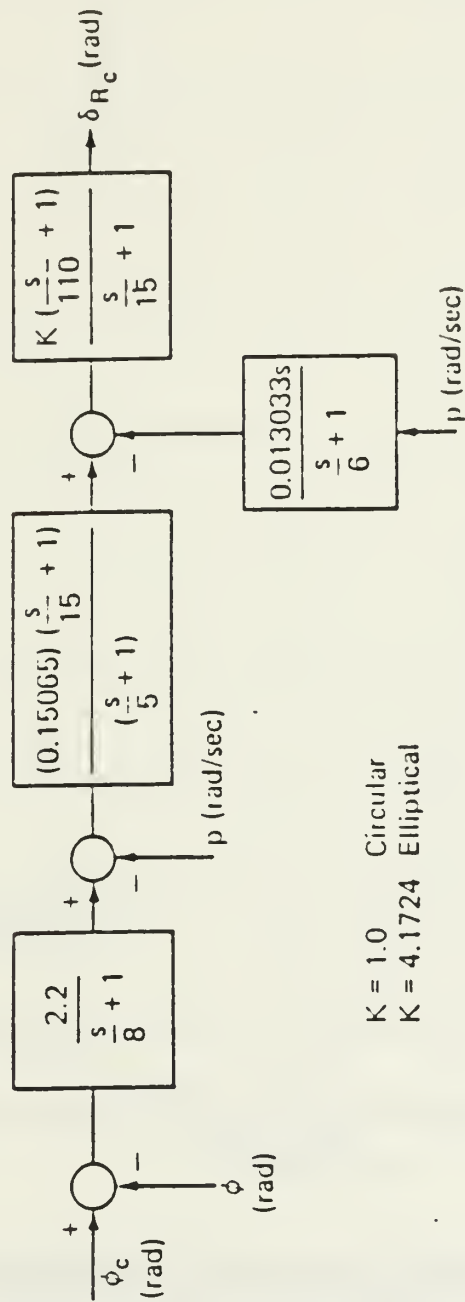 φc
(rad)
+
−
φ
(rad)
2.2
s/8 + 1
+
−
p (rad/sec)
(0.15065) (s/15 + 1)
(s/5 + 1)
+
−
0.013033s
s/6 + 1
p (rad/sec)
K (s/110 + 1)
s/15 + 1
δRc (rad)
K = 1.0 Circular
K = 4.1724 Elliptical